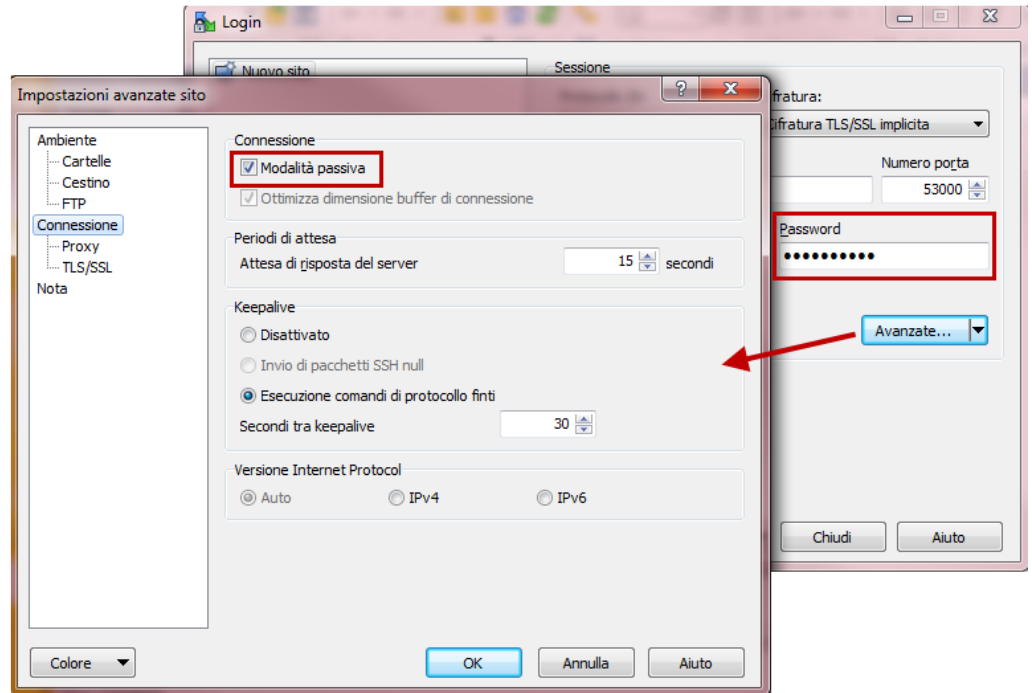 Login
Nuovo sito
Sessione
fratura:
Cifratura TLS/SSL implicita
Numero porta
53000
Password
Avanzate...
Chiudi
Aiuto
Impostazioni avanzate sito
Ambiente
Cartelle
Cestino
FTP
Connessione
Proxy
TLS/SSL
Nota
Connessione
Modalità passiva
Ottimizza dimensione buffer di connessione
Periodi di attesa
Attesa di risposta del server 15 secondi
Keepalive
Disattivato
Invio di pacchetti SSH null
Esecuzione comandi di protocollo finti
Secondi tra keepalive 30
Versione Internet Protocol
Auto IPv4 IPv6
Colore OK Annulla Aiuto